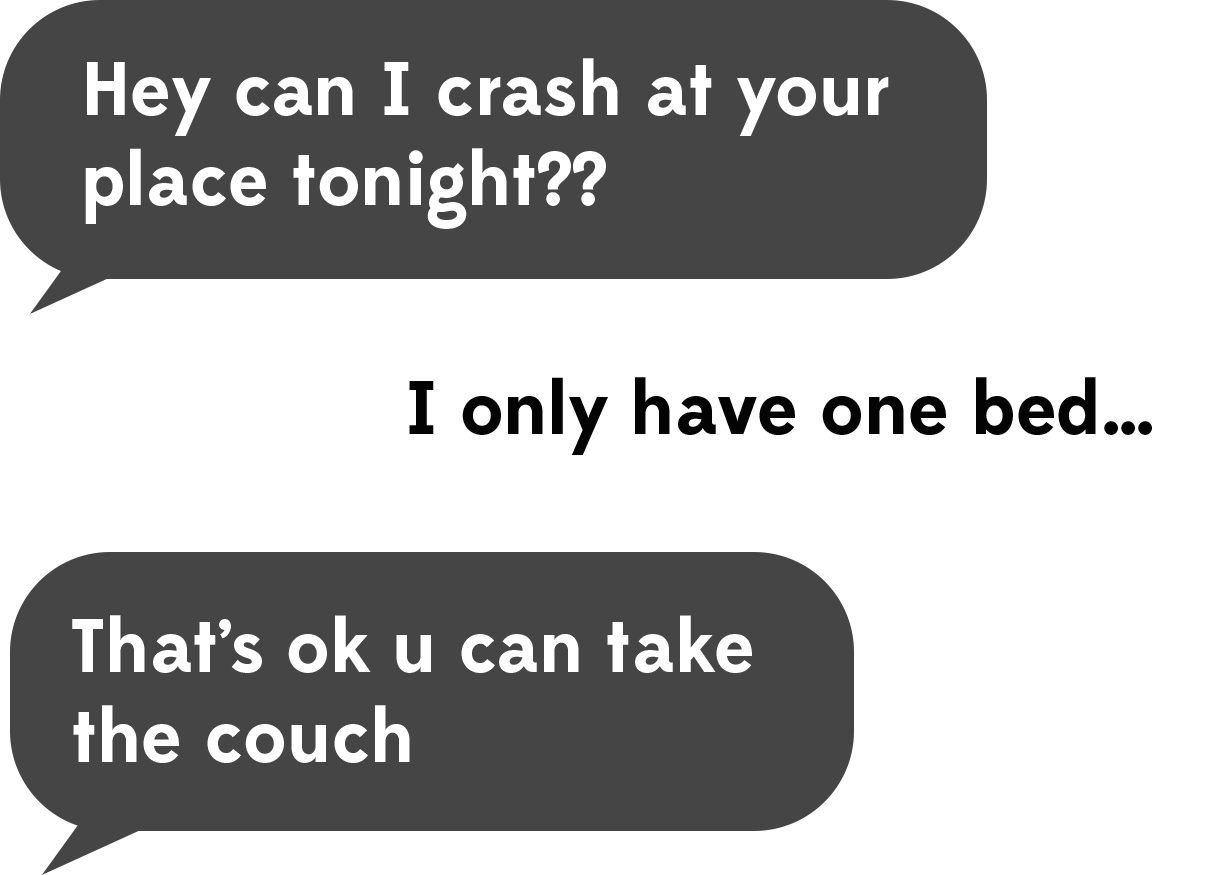 Hey can I crash at your
place tonight??
I only have one bed...
That’s ok u can take
the couch